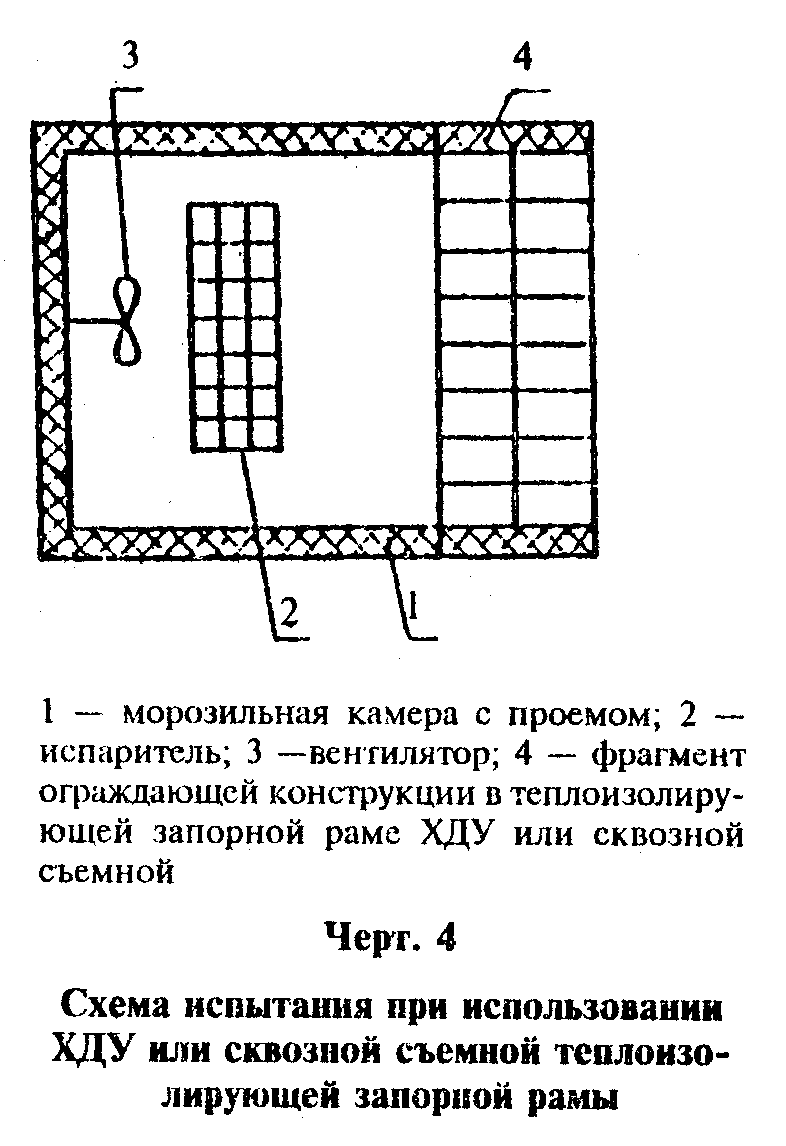 3
4
2
1
1 — морозильная камера с проемом; 2 —
испаритель; 3 —вентилятор; 4 — фрагмент
ограждающей конструкции в теплоизолиру-
ющей запорной раме ХДУ или сквозной
съемной
Черт. 4
Схема испытания при использовании
ХДУ или сквозной съемной теплоизо-
лирующей запорной рамы